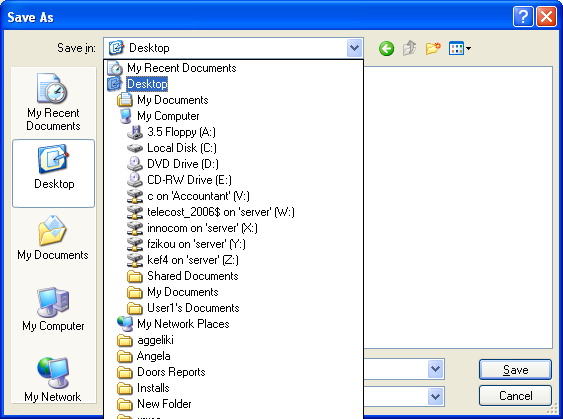 Save As
Save in:
Desktop
My Recent Documents
Desktop
My Documents
My Computer
3.5 Floppy (A:)
Local Disk (C:)
DVD Drive (D:)
CD-RW Drive (E:)
c on 'Accountant' (V:)
telecost_2006$ on 'server' (W:)
innocom on 'server' (X:)
fzikou on 'server' (Y:)
kef4 on 'server' (Z:)
Shared Documents
My Documents
User1's Documents
My Network Places
aggeliki
Angela
Doors Reports
Installs
New Folder
My Recent
Documents
Desktop
My Documents
My Computer
My Network
Save
Cancel